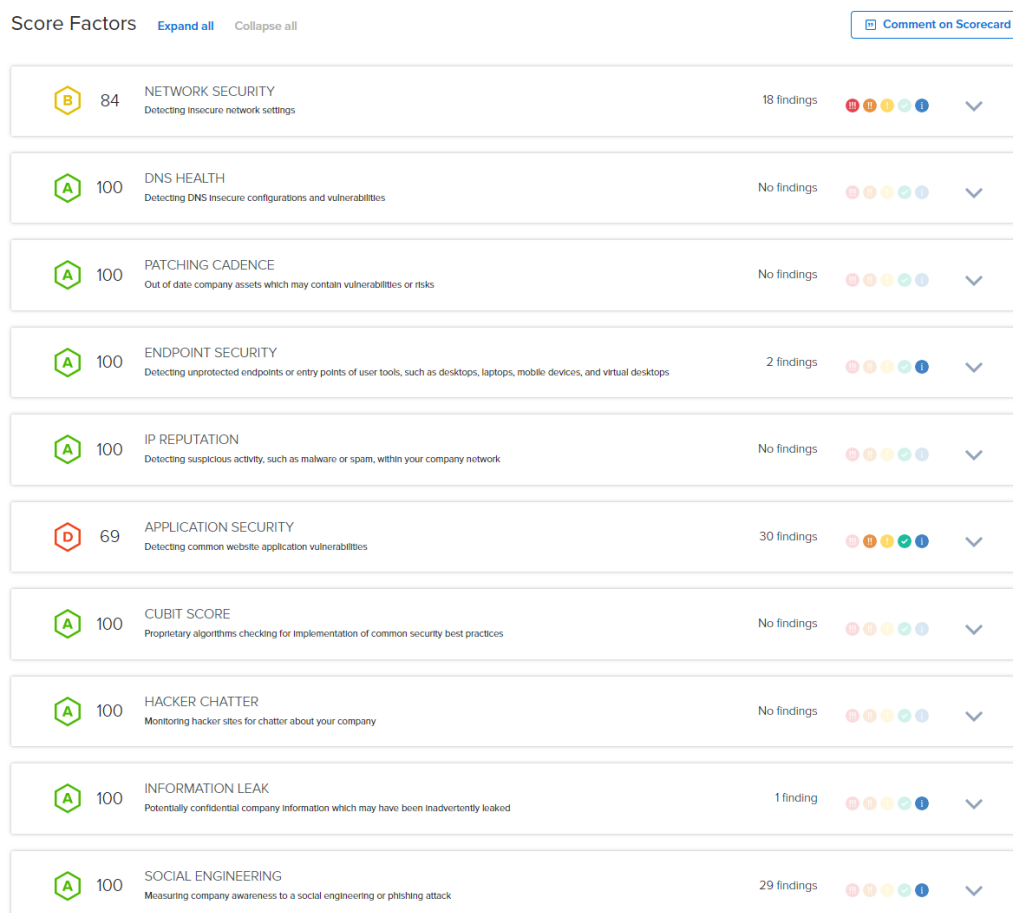 Score Factors Expand all Collapse all Comment on Scorecard
B 84 NETWORK SECURITY 18 findings !!! !! ! i
Detecting insecure network settings
A 100 DNS HEALTH No findings !!! !! ! i
Detecting DNS insecure configurations and vulnerabilities
A 100 PATCHING CADENCE No findings !!! !! ! i
Out of date company assets which may contain vulnerabilities or risks
A 100 ENDPOINT SECURITY 2 findings !!! !! ! i
Detecting unprotected endpoints or entry points of user tools, such as desktops, laptops, mobile devices, and virtual desktops
A 100 IP REPUTATION No findings !!! !! ! i
Detecting suspicious activity, such as malware or spam, within your company network
D 69 APPLICATION SECURITY 30 findings !!! !! ! i
Detecting common website application vulnerabilities
A 100 CUBIT SCORE No findings !!! !! ! i
Proprietary algorithms checking for implementation of common security best practices
A 100 HACKER CHATTER No findings !!! !! ! i
Monitoring hacker sites for chatter about your company
A 100 INFORMATION LEAK 1 finding !!! !! ! i
Potentially confidential company information which may have been inadvertently leaked
A 100 SOCIAL ENGINEERING 29 findings !!! !! ! i
Measuring company awareness to a social engineering or phishing attack